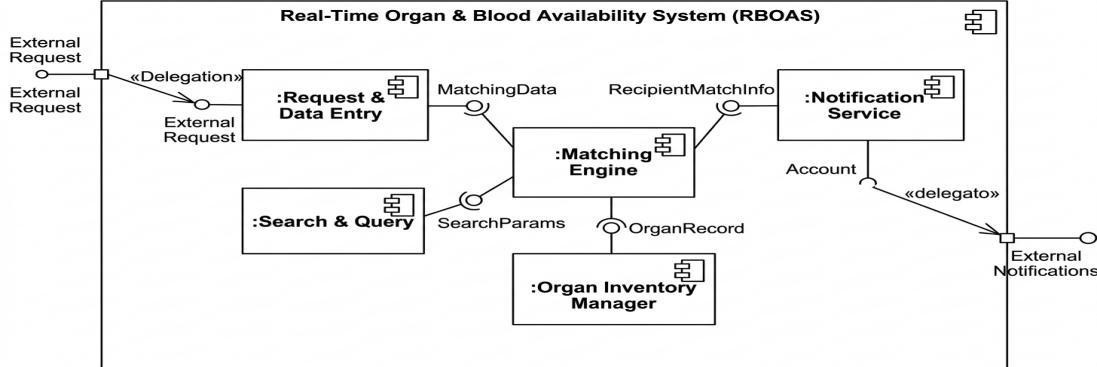 Real-Time Organ & Blood Availability System (RBOAS)
External
Request
External
Request
«Delegation»
External
Request
:Request &
Data Entry
MatchingData
RecipientMatchInfo
:Notification
Service
:Matching
Engine
Account
«delegato»
:Search & Query
SearchParams
OrganRecord
External
Notifications
:Organ Inventory
Manager